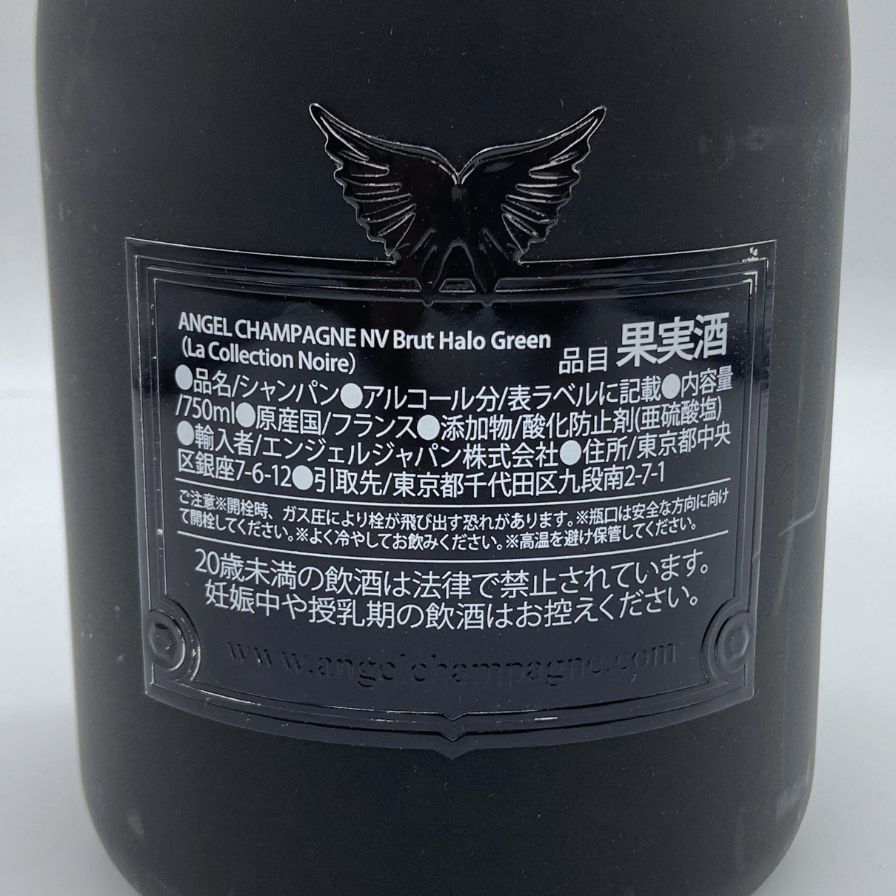 ANGEL CHAMPAGNE NV Brut Halo Green
（La Collection Noire）
品目 果実酒
●品名/シャンパン●アルコール分/表ラベルに記載●内容量
/750ml●原産国/フランス●添加物/酸化防止剤(亜硫酸塩)
●輸入者/エンジェルジャパン株式会社●住所/東京都中央
区銀座7-6-12●引取先/東京都千代田区九段南2-7-1
ご注意※開栓時、ガス圧により栓が飛び出す恐れがあります。※瓶口は安全な方向に向け
て開栓してください。※よく冷やしてお飲みください。※高温を避け保管してください。
20歳未満の飲酒は法律で禁止されています。
妊娠中や授乳期の飲酒はお控えください。
www.angelchampagne.com